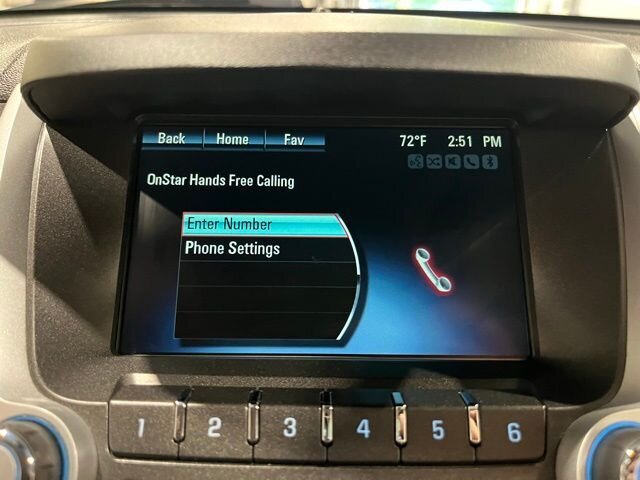 Back Home Fav 72°F 2:51 PM
OnStar Hands Free Calling
Enter Number
Phone Settings
1 2 3 4 5 6